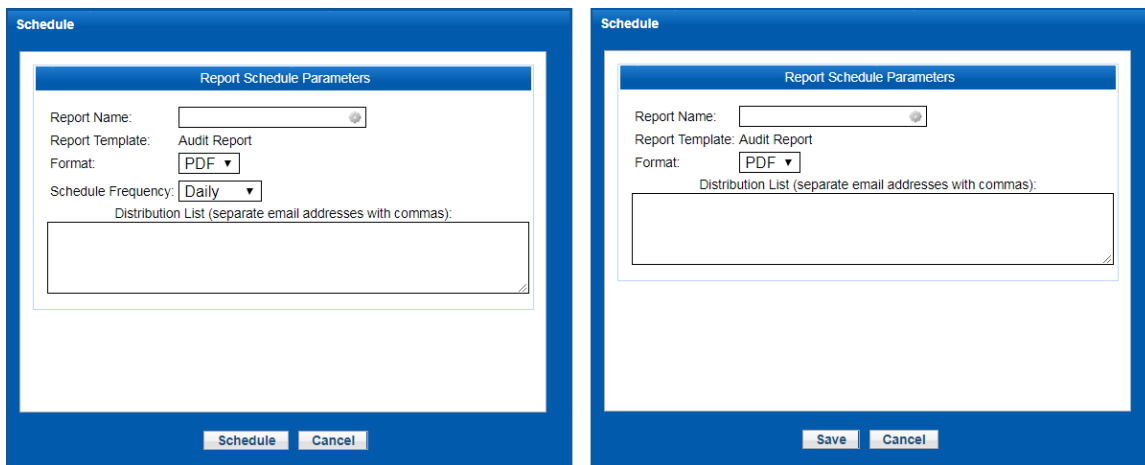 Schedule
Report Schedule Parameters
Report Name:
Report Template: Audit Report
Format: PDF
Schedule Frequency: Daily
Distribution List (separate email addresses with commas):
Schedule Cancel
Schedule
Report Schedule Parameters
Report Name:
Report Template: Audit Report
Format: PDF
Distribution List (separate email addresses with commas):
Save Cancel